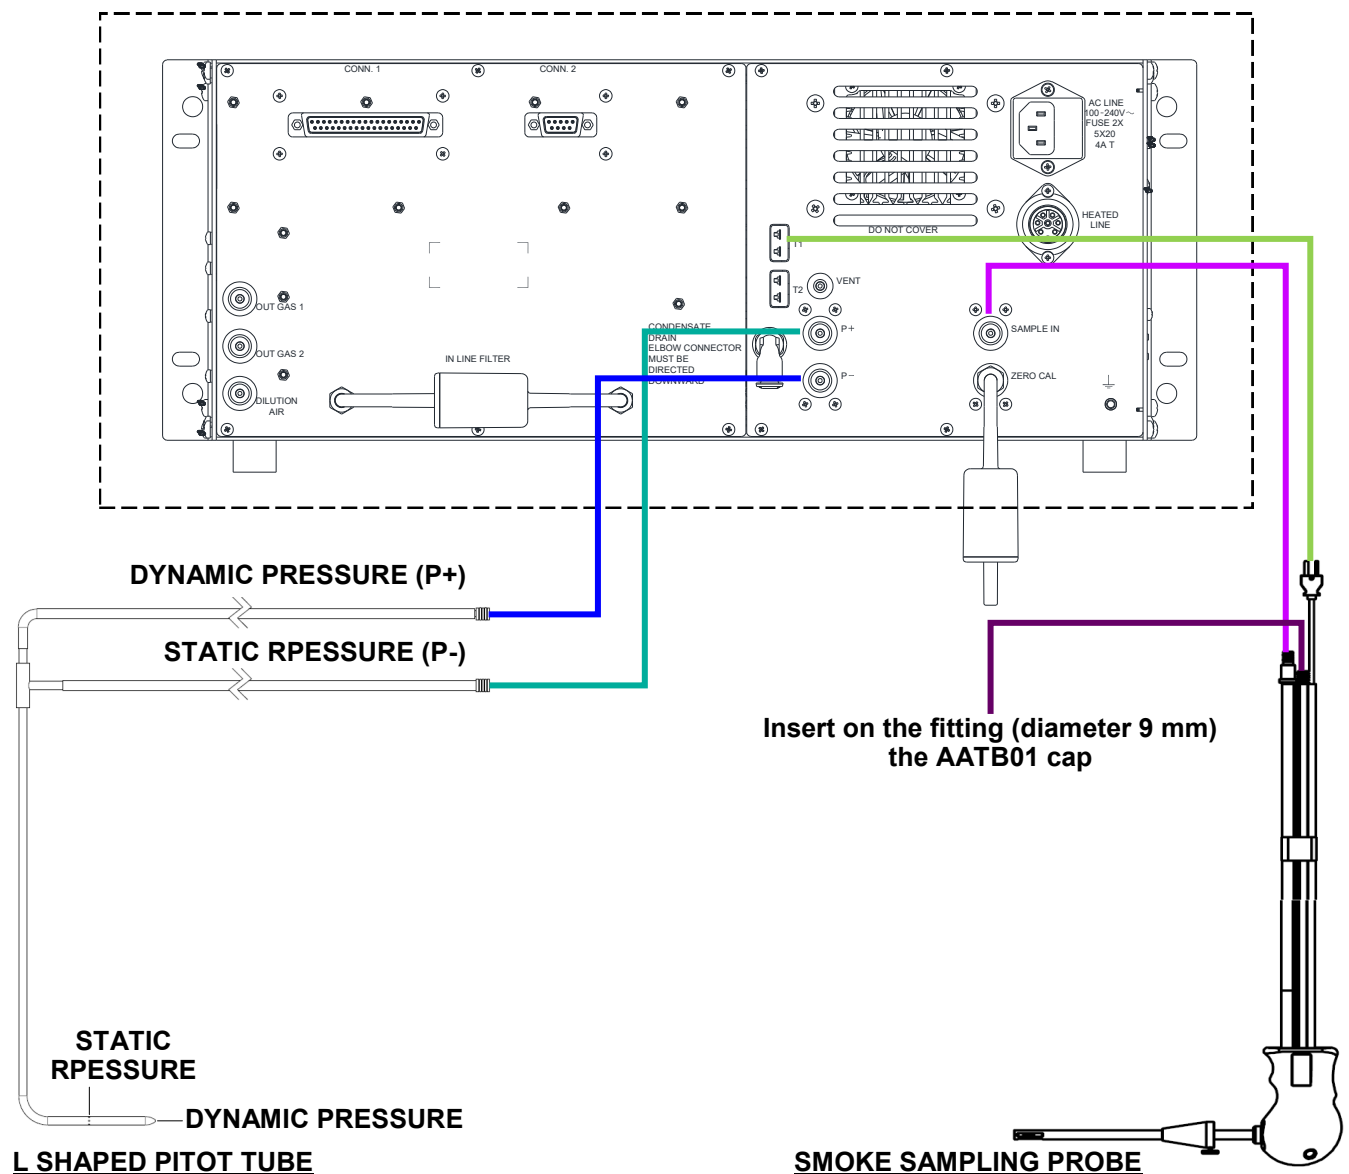 CONN. 1
CONN. 2
AC LINE
100-240V~
FUSE 2X
5X20
4A T
HEATED
LINE
DO NOT COVER
T1
T2
VENT
OUT GAS 1
OUT GAS 2
DILUTION
AIR
IN LINE FILTER
CONDENSATE
DRAIN
ELBOW CONNECTOR
MUST BE
DIRECTED
DOWNWARD
P+
P-
SAMPLE IN
ZERO CAL
DYNAMIC PRESSURE (P+)
STATIC RPESSURE (P-)
Insert on the fitting (diameter 9 mm)
the AATB01 cap
STATIC
RPESSURE
DYNAMIC PRESSURE
L SHAPED PITOT TUBE
SMOKE SAMPLING PROBE